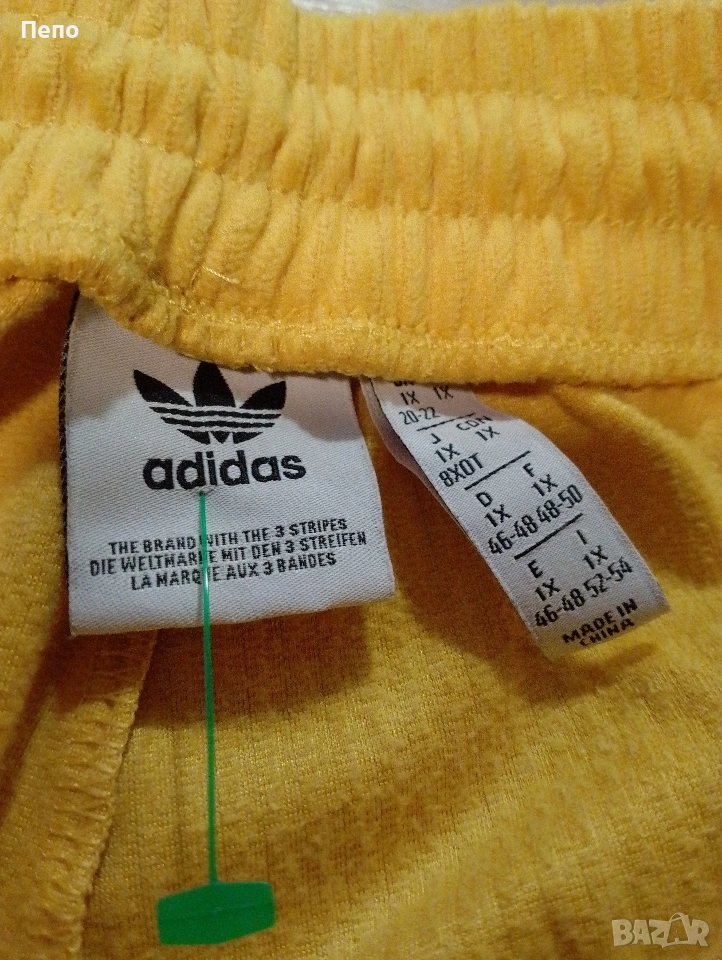 Пепо
adidas
THE BRAND WITH THE 3 STRIPES
DIE WELTMARKE MIT DEN 3 STREIFEN
LA MARQUE AUX 3 BANDES
1X 1X
20-22
J CDN
1X 1X
8XOT
D F
1X 1X
46-48 48-50
E I
1X 1X
46-48 52-54
MADE IN
CHINA
BAZAR